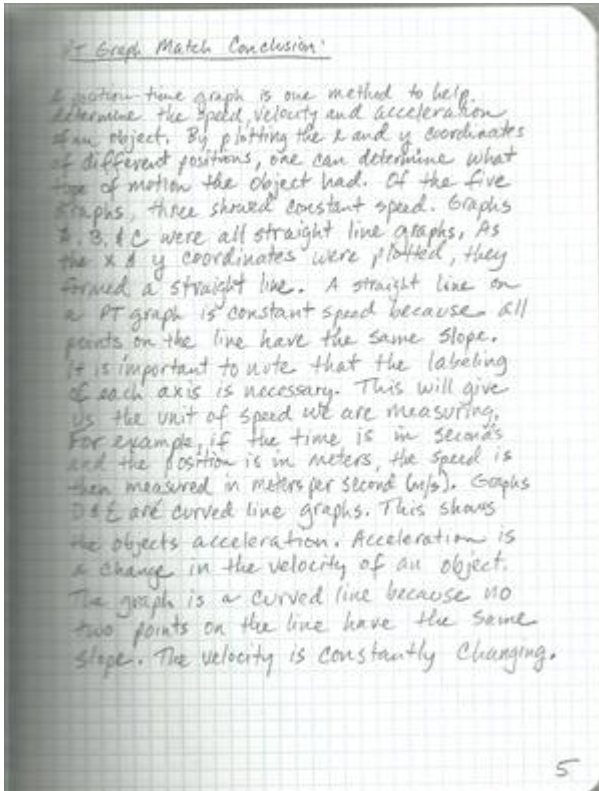 PT Graph Match Conclusion:
A motion-time graph is one method to help
determine the speed, velocity and acceleration
of an object. By plotting the x and y coordinates
of different positions, one can determine what
type of motion the object had. Of the five
graphs, three showed constant speed. Graphs
A, B, & C were all straight line graphs. As
the x & y coordinates were plotted, they
formed a straight line. A straight line on
a PT graph is constant speed because all
points on the line have the same slope.
It is important to note that the labeling
of each axis is necessary. This will give
us the unit of speed we are measuring.
For example, if the time is in seconds
and the position is in meters, the speed is
then measured in meters per second (m/s). Graphs
D & E are curved line graphs. This shows
the objects acceleration. Acceleration is
a change in the velocity of an object.
The graph is a curved line because no
two points on the line have the same
slope. The velocity is constantly changing.
5